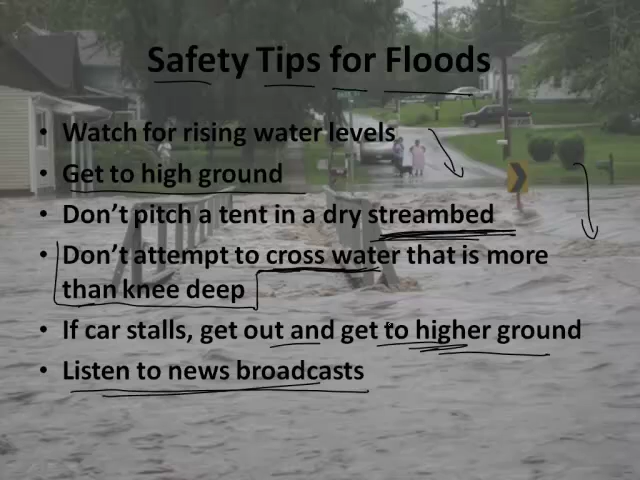 Safety Tips for Floods
• Watch for rising water levels
• Get to high ground
• Don't pitch a tent in a dry streambed
• Don't attempt to cross water that is more
than knee deep
• If car stalls, get out and get to higher ground
• Listen to news broadcasts